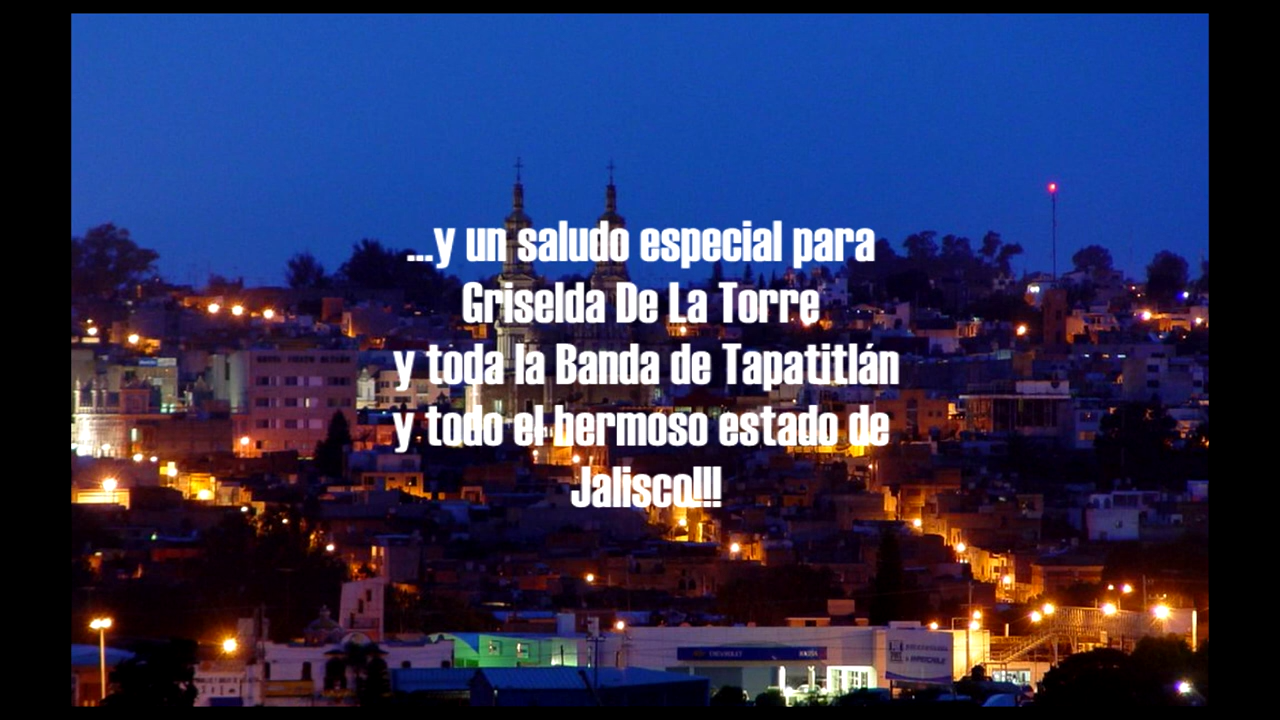 ...y un saludo especial para
Griselda De La Torre
y toda la Banda de Tapatitlán
y todo el hermoso estado de
Jalisco!!!
CHEVROLET